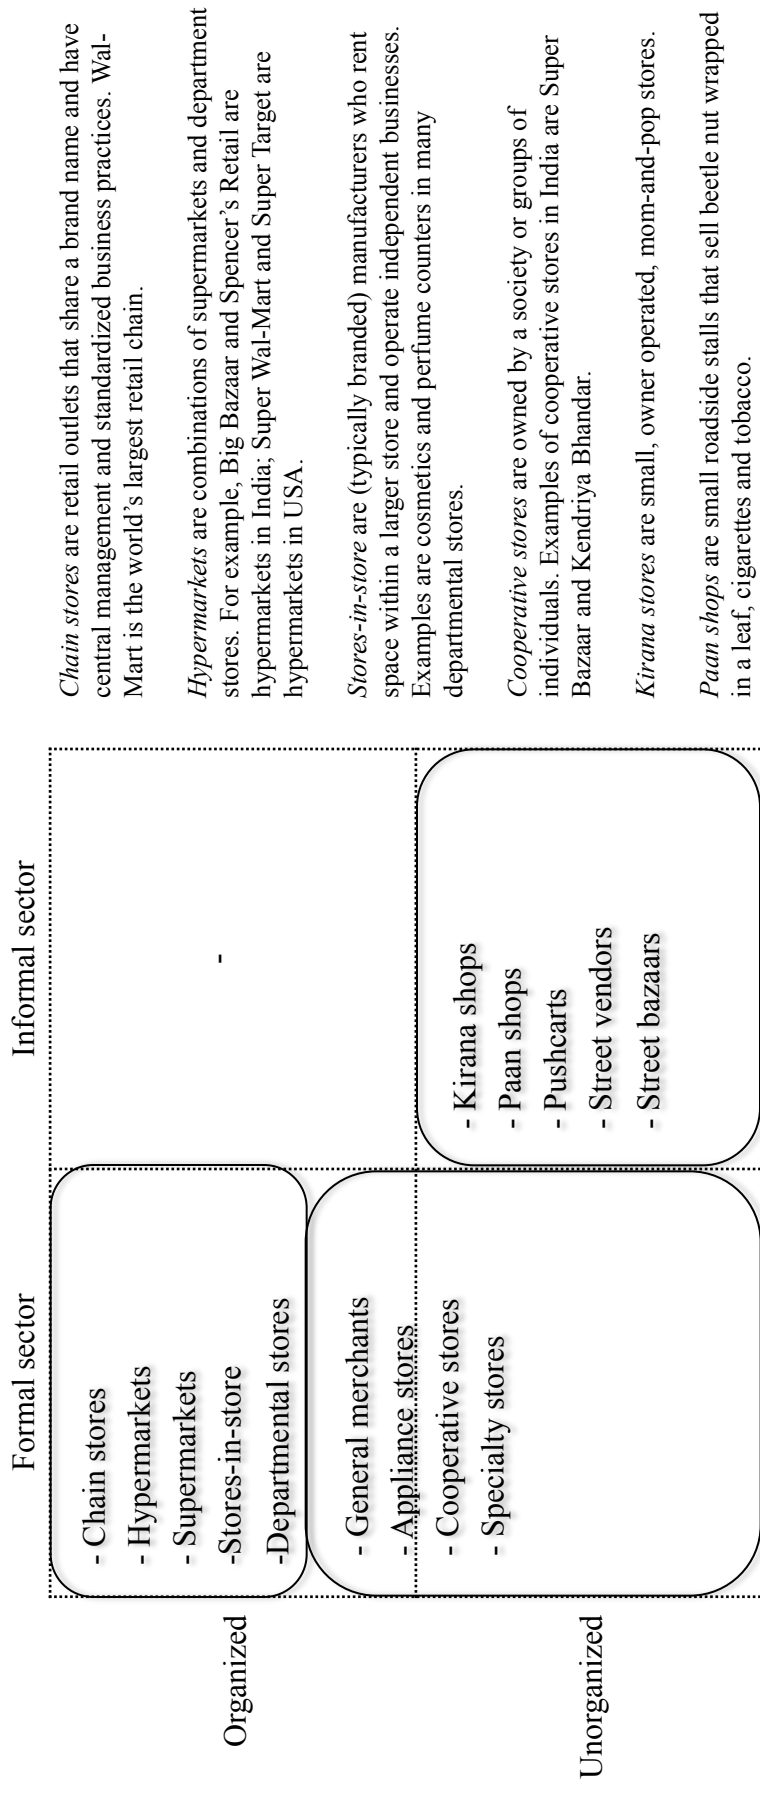 Formal sector
Informal sector
Organized
- Chain stores
- Hypermarkets
- Supermarkets
-Stores-in-store
-Departmental stores
-
- General merchants
- Appliance stores
- Cooperative stores
- Specialty stores
Unorganized
- Kirana shops
- Paan shops
- Pushcarts
- Street vendors
- Street bazaars
Chain stores are retail outlets that share a brand name and have
central management and standardized business practices. Wal-
Mart is the world’s largest retail chain.
Hypermarkets are combinations of supermarkets and department
stores. For example, Big Bazaar and Spencer’s Retail are
hypermarkets in India; Super Wal-Mart and Super Target are
hypermarkets in USA.
Stores-in-store are (typically branded) manufacturers who rent
space within a larger store and operate independent businesses.
Examples are cosmetics and perfume counters in many
departmental stores.
Cooperative stores are owned by a society or groups of
individuals. Examples of cooperative stores in India are Super
Bazaar and Kendriya Bhandar.
Kirana stores are small, owner operated, mom-and-pop stores.
Paan shops are small roadside stalls that sell beetle nut wrapped
in a leaf, cigarettes and tobacco.